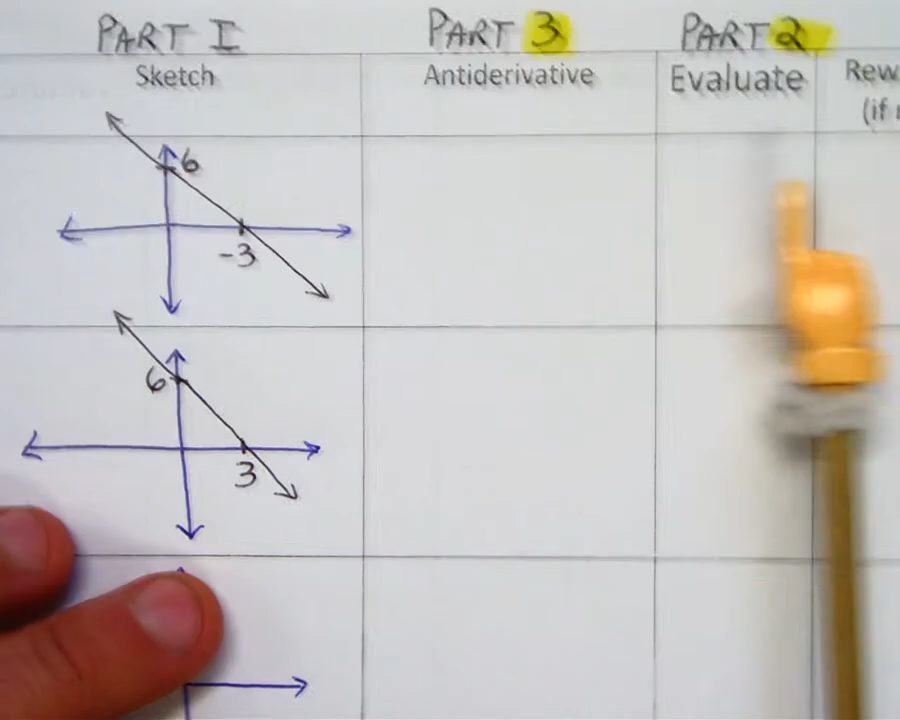 PART I PART 3 PART 2
Sketch Antiderivative Evaluate Rew
(if
6
-3
6
3